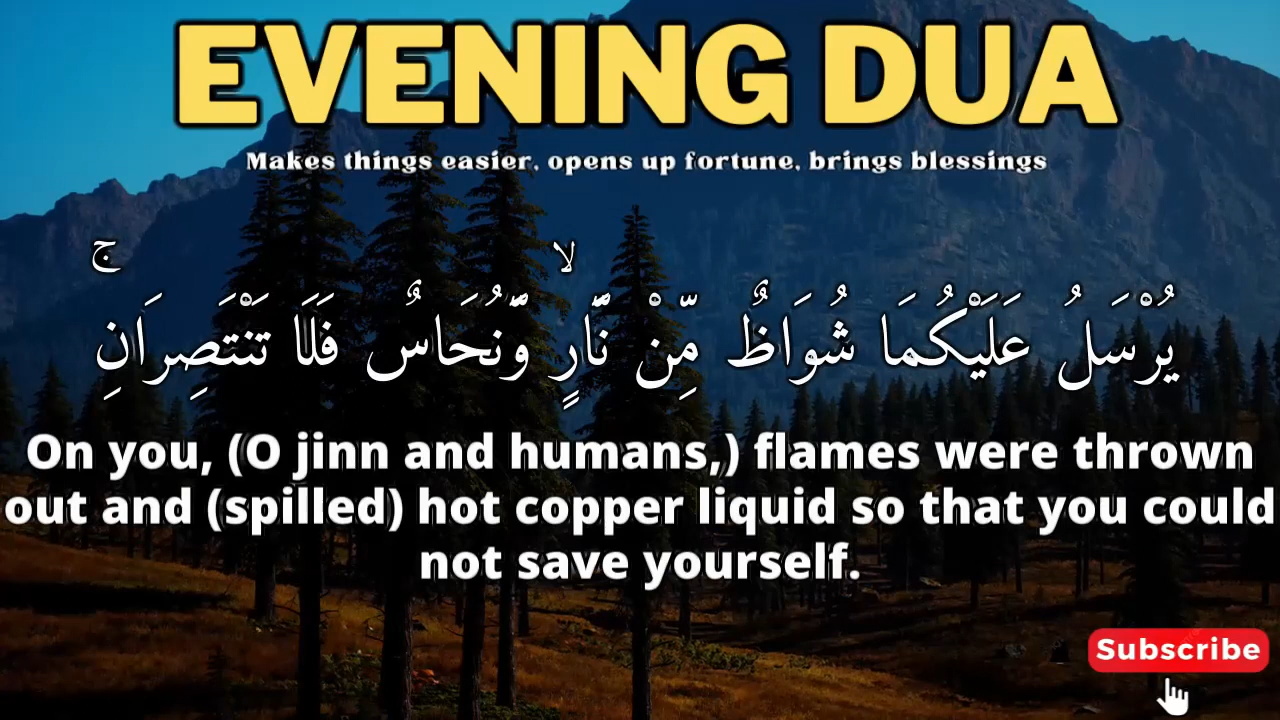 EVENING DUA
Makes things easier, opens up fortune, brings blessings
يُرْسَلُ عَلَيْكُمَا شُوَاظٌ مِّنْ نَّارٍ ۙ وَّنُحَاسٌ فَلَا تَنْتَصِرَانِ ۚ
On you, (O jinn and humans,) flames were thrown
out and (spilled) hot copper liquid so that you could
not save yourself.
Subscribe